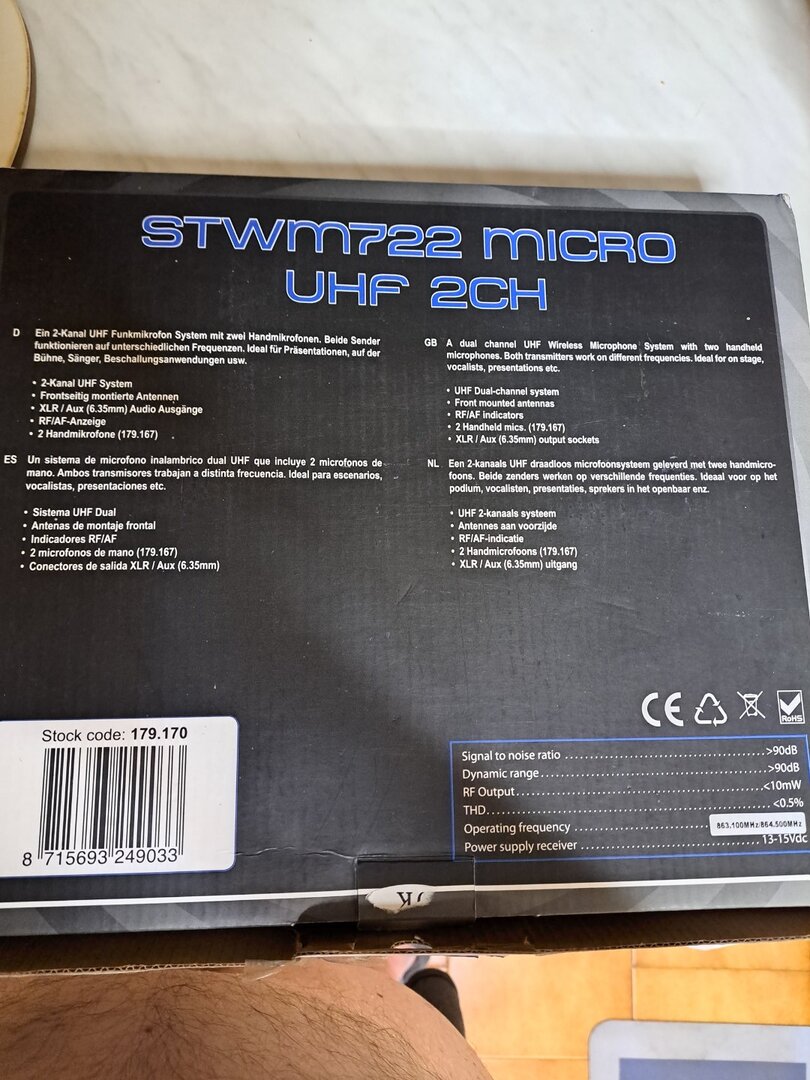 STWM722 MICRO
UHF 2CH
D Ein 2-Kanal UHF Funkmikrofon System mit zwei Handmikrofonen. Beide Sender
funktionieren auf unterschiedlichen Frequenzen. Ideal für Präsentationen, auf der
Bühne, Sänger, Beschallungsanwendungen usw.
• 2-Kanal UHF System
• Frontseitig montierte Antennen
• XLR / Aux (6.35mm) Audio Ausgänge
• RF/AF-Anzeige
• 2 Handmikrofone (179.167)
GB A dual channel UHF Wireless Microphone System with two handheld
microphones. Both transmitters work on different frequencies. Ideal for on stage,
vocalists, presentations etc.
• UHF Dual-channel system
• Front mounted antennas
• RF/AF indicators
• 2 Handheld mics. (179.167)
• XLR / Aux (6.35mm) output sockets
ES Un sistema de microfono inalambrico dual UHF que incluye 2 microfonos de
mano. Ambos transmisores trabajan a distinta frecuencia. Ideal para escenarios,
vocalistas, presentaciones etc.
• Sistema UHF Dual
• Antenas de montaje frontal
• Indicadores RF/AF
• 2 microfonos de mano (179.167)
• Conectores de salida XLR / Aux (6.35mm)
NL Een 2-kanaals UHF draadloos microfoonsysteem geleverd met twee handmicro-
foons. Beide zenders werken op verschillende frequenties. Ideaal voor op het
podium, vocalisten, presentaties, sprekers in het openbaar enz.
• UHF 2-kanaals systeem
• Antennes aan voorzijde
• RF/AF-indicatie
• 2 Handmicrofoons (179.167)
• XLR / Aux (6.35mm) uitgang
CE
RoHS
Stock code: 179.170
8 715693 249033
Signal to noise ratio ........ >90dB
Dynamic range ........ >90dB
RF Output ........ <10mW
THD ........ <0.5%
Operating frequency ........ 863.100MHz/864.500MHz
Power supply receiver ........ 13-15Vdc